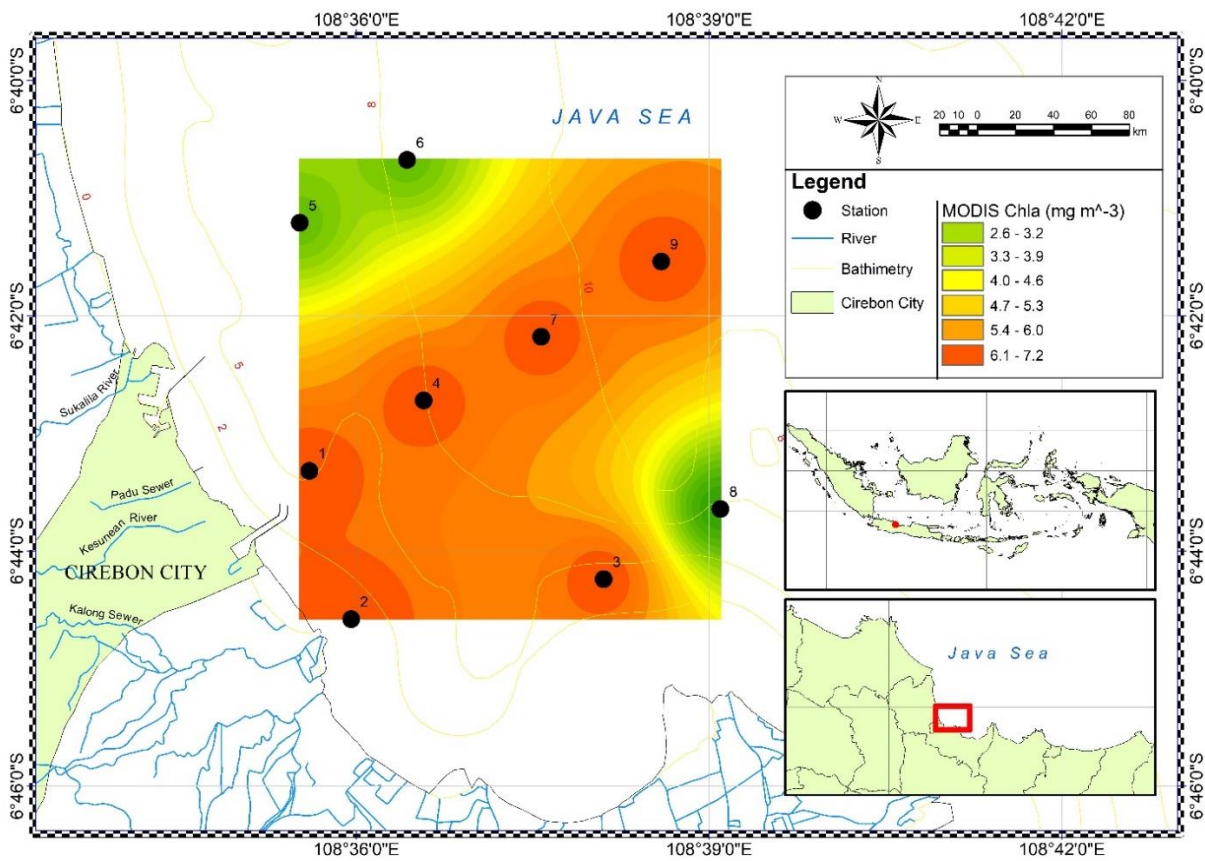 108°36'0"E
108°39'0"E
108°42'0"E
6°40'0"S
6°40'0"S
6°42'0"S
6°42'0"S
6°44'0"S
6°44'0"S
6°46'0"S
6°46'0"S
JAVA SEA
8
0
5
2
10
6
5
9
7
4
1
8
3
2
Sukalila River
Padu Sewer
Kesunean River
CIREBON CITY
Kalong Sewer
N
W
E
S
20 10 0 20 40 60 80
km
Legend
Station
River
Bathimetry
Cirebon City
MODIS Chla (mg m^-3)
2.6 - 3.2
3.3 - 3.9
4.0 - 4.6
4.7 - 5.3
5.4 - 6.0
6.1 - 7.2
Java Sea
108°36'0"E
108°39'0"E
108°42'0"E